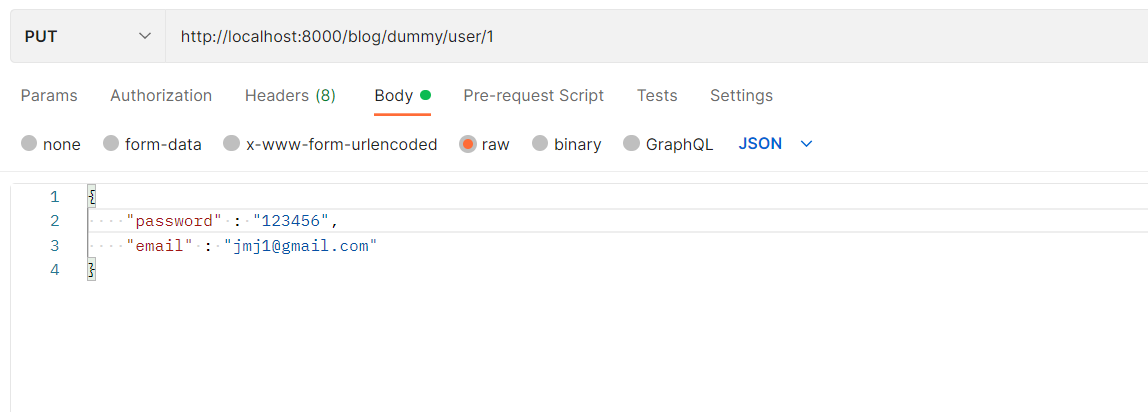 PUT http://localhost:8000/blog/dummy/user/1
Params Authorization Headers (8) Body Pre-request Script Tests Settings
none form-data x-www-form-urlencoded raw binary GraphQL JSON
1 {
2 "password" : "123456",
3 "email" : "jmj1@gmail.com"
4 }